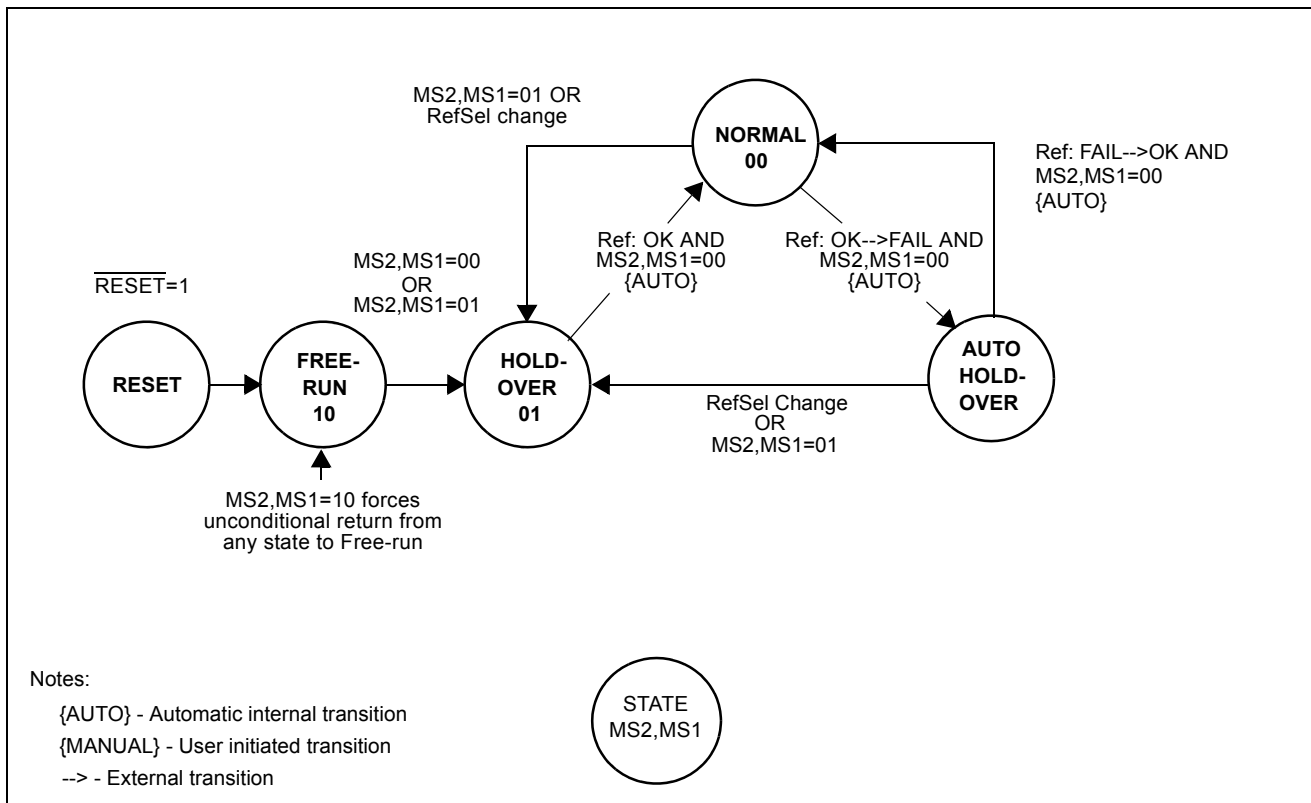 MS2,MS1=01 OR
RefSel change
NORMAL
00
Ref: FAIL-->OK AND
MS2,MS1=00
{AUTO}
Ref: OK AND
MS2,MS1=00
{AUTO}
Ref: OK-->FAIL AND
MS2,MS1=00
{AUTO}
RESET=1
MS2,MS1=00
OR
MS2,MS1=01
RESET
FREE-
RUN
10
HOLD-
OVER
01
AUTO
HOLD-
OVER
RefSel Change
OR
MS2,MS1=01
MS2,MS1=10 forces
unconditional return from
any state to Free-run
Notes:
{AUTO} - Automatic internal transition
{MANUAL} - User initiated transition
--> - External transition
STATE
MS2,MS1